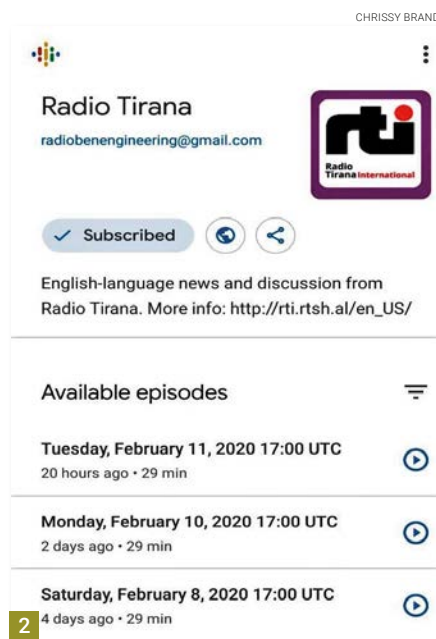 CHRISSY BRAND
Radio Tirana
radiobenengineering@gmail.com
rti
Radio
Tirana International
Subscribed
English-language news and discussion from
Radio Tirana. More info: http://rti.rtsh.al/en_US/
Available episodes
Tuesday, February 11, 2020 17:00 UTC
20 hours ago • 29 min
Monday, February 10, 2020 17:00 UTC
2 days ago • 29 min
Saturday, February 8, 2020 17:00 UTC
4 days ago • 29 min
2